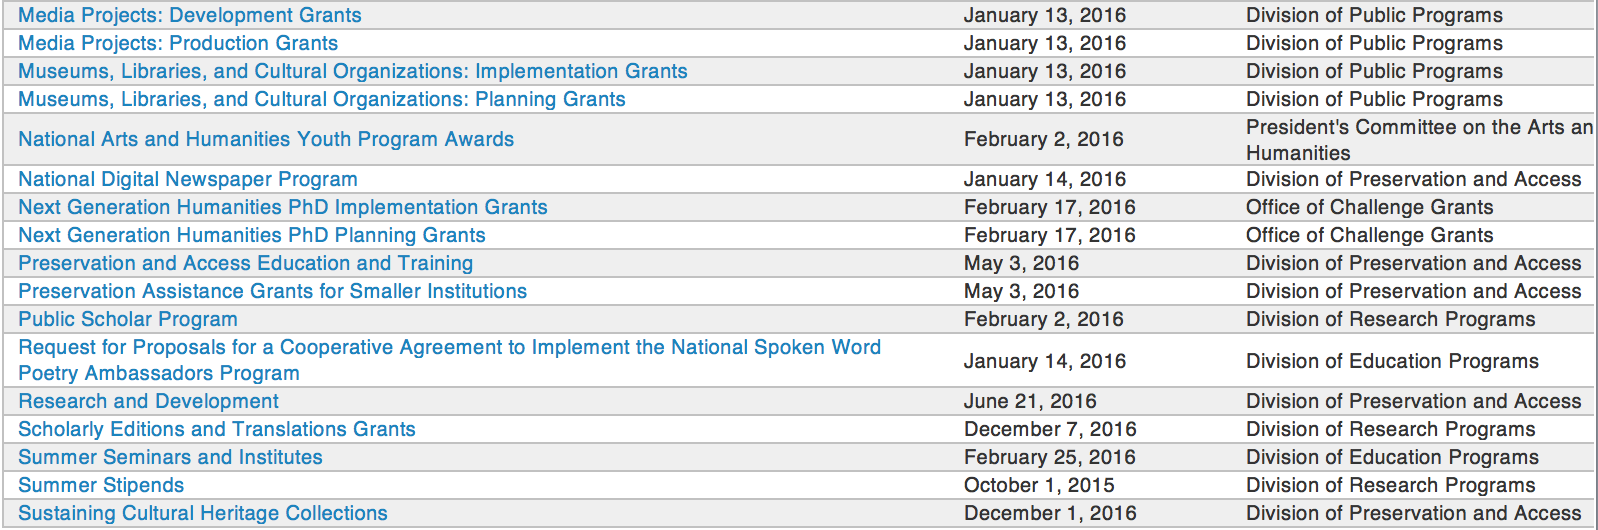 Media Projects: Development Grants January 13, 2016 Division of Public Programs
Media Projects: Production Grants January 13, 2016 Division of Public Programs
Museums, Libraries, and Cultural Organizations: Implementation Grants January 13, 2016 Division of Public Programs
Museums, Libraries, and Cultural Organizations: Planning Grants January 13, 2016 Division of Public Programs
National Arts and Humanities Youth Program Awards February 2, 2016 President's Committee on the Arts an
Humanities
National Digital Newspaper Program January 14, 2016 Division of Preservation and Access
Next Generation Humanities PhD Implementation Grants February 17, 2016 Office of Challenge Grants
Next Generation Humanities PhD Planning Grants February 17, 2016 Office of Challenge Grants
Preservation and Access Education and Training May 3, 2016 Division of Preservation and Access
Preservation Assistance Grants for Smaller Institutions May 3, 2016 Division of Preservation and Access
Public Scholar Program February 2, 2016 Division of Research Programs
Request for Proposals for a Cooperative Agreement to Implement the National Spoken Word
Poetry Ambassadors Program January 14, 2016 Division of Education Programs
Research and Development June 21, 2016 Division of Preservation and Access
Scholarly Editions and Translations Grants December 7, 2016 Division of Research Programs
Summer Seminars and Institutes February 25, 2016 Division of Education Programs
Summer Stipends October 1, 2015 Division of Research Programs
Sustaining Cultural Heritage Collections December 1, 2016 Division of Preservation and Access